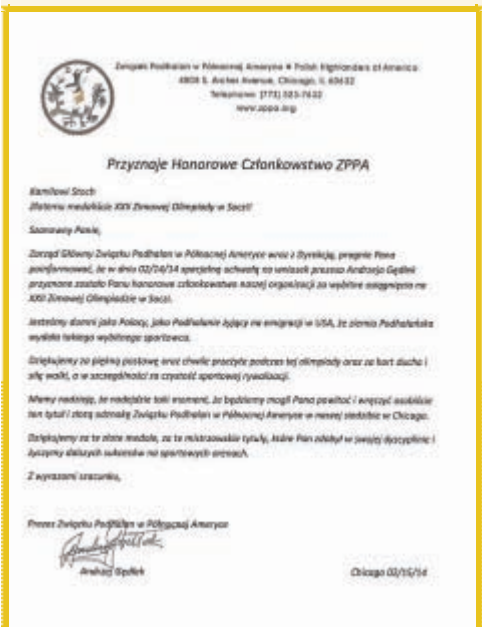 Związek Podhalan w Północnej Ameryce • Polish Highlanders of America
4808 S. Archer Avenue, Chicago, IL 60632
Telephone: (773) 523-7632
www.zppa.org
Przyznaje Honorowe Członkowstwo ZPPA
Kamilowi Stoch
Złotemu medaliście XXII Zimowej Olimpiady w Soczi!
Szanowny Panie,
Zarząd Główny Związku Podhalan w Północnej Ameryce wraz z Dyrekcją, pragnie Pana
poinformować, że w dniu 02/14/14 specjalną uchwałą na wniosek prezesa Andrzeja Gędłek
przyznane zostało Panu honorowe członkowstwo naszej organizacji za wybitne osiągnięcia na
XXII Zimowej Olimpiadzie w Soczi.
Jesteśmy dumni jako Polacy, jako Podhalanie żyjący na emigracji w USA, że ziemia Podhalańska
wydała takiego wybitnego sportowca.
Dziękujemy za piękną postawę oraz chwile przeżyte podczas tej olimpiady oraz za hart ducha i
siłę walki, a w szczególności za czystość sportowej rywalizacji.
Mamy nadzieję, że nadejdzie taki moment, że będziemy mogli Pana powitać i wręczyć osobiście
ten tytuł i złotą odznakę Związku Podhalan w Północnej Ameryce w naszej siedzibie w Chicago.
Dziękujemy za te złote medale, za te mistrzowskie tytuły, które Pan zdobył w swojej dyscyplinie i
życzymy dalszych sukcesów na sportowych arenach.
Z wyrazami szacunku,
Prezes Związku Podhalan w Północnej Ameryce
Andrzej Gędłek
Chicago 02/15/14